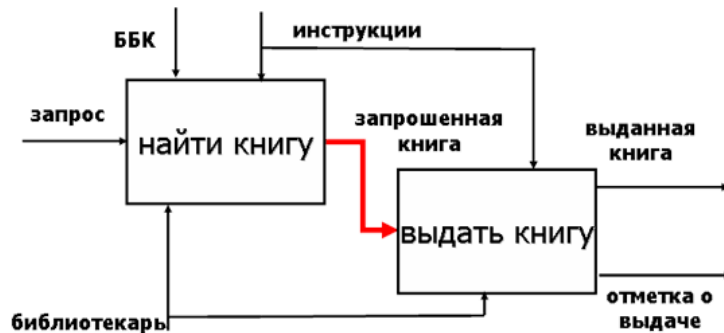 ББК
инструкции
запрос
найти книгу
запрошенная
книга
выданная
книга
выдать книгу
библиотекарь
отметка о
выдаче